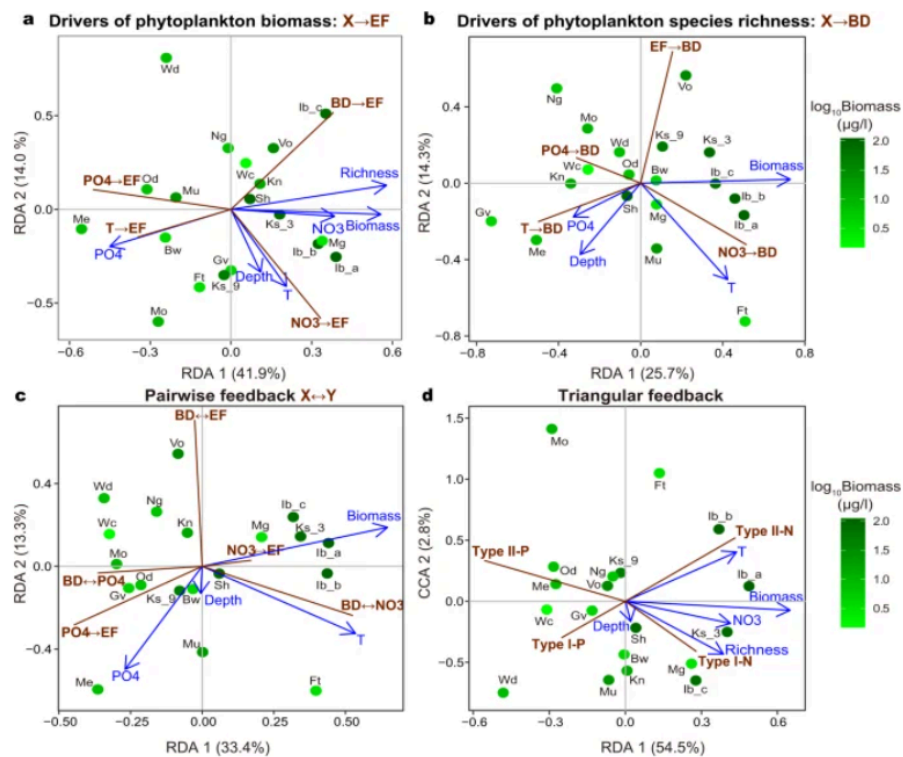 a Drivers of phytoplankton biomass: X→EF
Wd
Ib_c
BD→EF
Ng
Vo
Wc
Richness
PO4→EF
Od
Kn
Mu
Sh
Me
T→EF
Ks_3
NO3
Biomass
PO4
Bw
Ib_b
Mg
Gv
Depth
Ib_a
Ft
Ks_9
T
Mo
NO3→EF
RDA 2 (14.0 %)
0.5
0.0
−0.5
−0.6
−0.3
0.0
0.3
0.6
RDA 1 (41.9%)
b Drivers of phytoplankton species richness: X→BD
EF→BD
Vo
Ng
Mo
Wd
Ks_9
Ks_3
PO4→BD
Wc
Od
Bw
Ib_c
Biomass
Kn
Ib_b
Sh
Mg
Ib_a
Gv
T→BD
PO4
Me
Depth
Mu
NO3→BD
T
Ft
RDA 2 (14.3%)
0.4
0.0
−0.4
−0.8
−0.8
−0.4
0.0
0.4
0.8
RDA 1 (25.7%)
log10Biomass
(µg/l)
2.0
1.5
1.0
0.5
c Pairwise feedback X↔Y
BD↔EF
Vo
Wd
Ng
Ib_c
Biomass
Wc
Kn
Mg
Ks_3
Mo
NO3→EF
Ib_a
BD↔PO4
Od
Sh
Ib_b
Gv
Ks_9
Bw
Depth
BD↔NO3
PO4→EF
T
Mu
PO4
Me
Ft
RDA 2 (13.3%)
0.4
0.0
−0.4
−0.50
−0.25
0.00
0.25
0.50
RDA 1 (33.4%)
d Triangular feedback
Mo
Ft
Ib_b
Type II-N
Type II-P
T
Od
Ks_9
Me
Vo
Ib_a
Biomass
Wc
Gv
NO3
Depth
Ks_3
Type I-P
Sh
Richness
Bw
Type I-N
Mg
Wd
Mu
Kn
Ib_c
CCA 2 (2.8%)
1.5
1.0
0.5
0.0
−0.5
−0.6
−0.3
0.0
0.3
0.6
RDA 1 (54.5%)
log10Biomass
(µg/l)
2.0
1.5
1.0
0.5